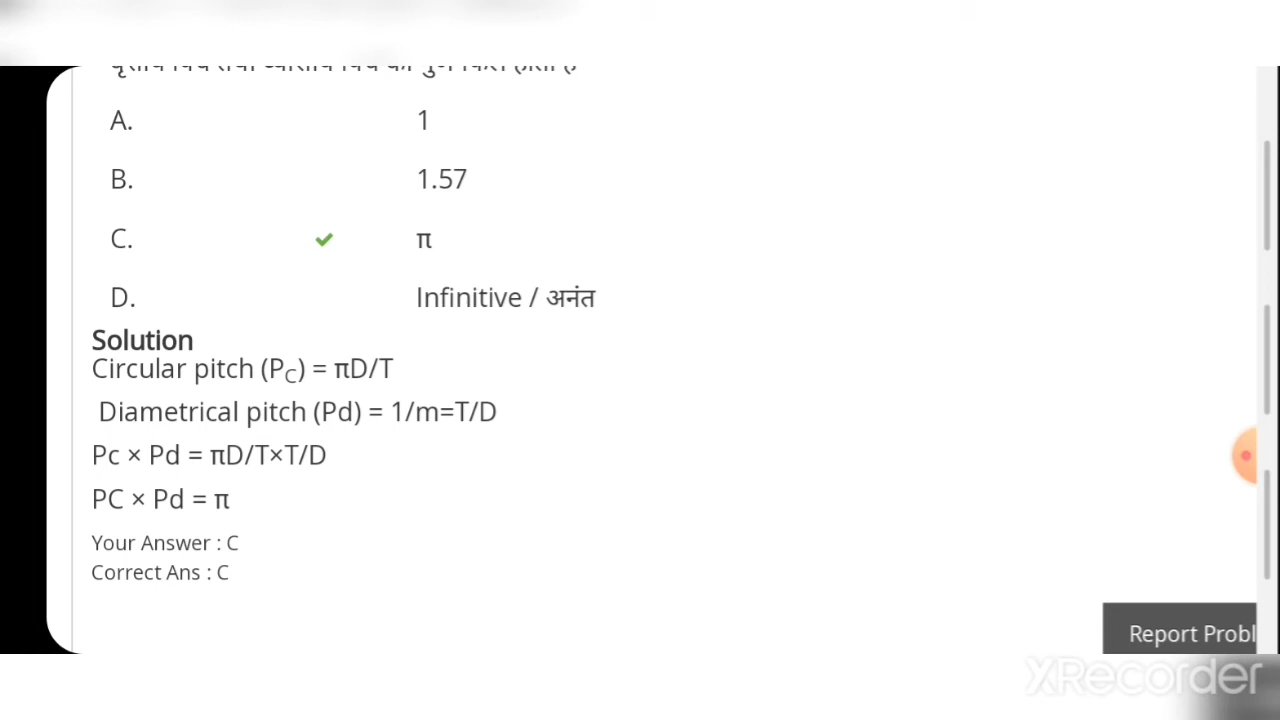 A. 1
B. 1.57
C. π
D. Infinitive / अनंत
Solution
Circular pitch (PC) = πD/T
Diametrical pitch (Pd) = 1/m=T/D
Pc × Pd = πD/T×T/D
PC × Pd = π
Your Answer : C
Correct Ans : C
Report Probl
XRecorder